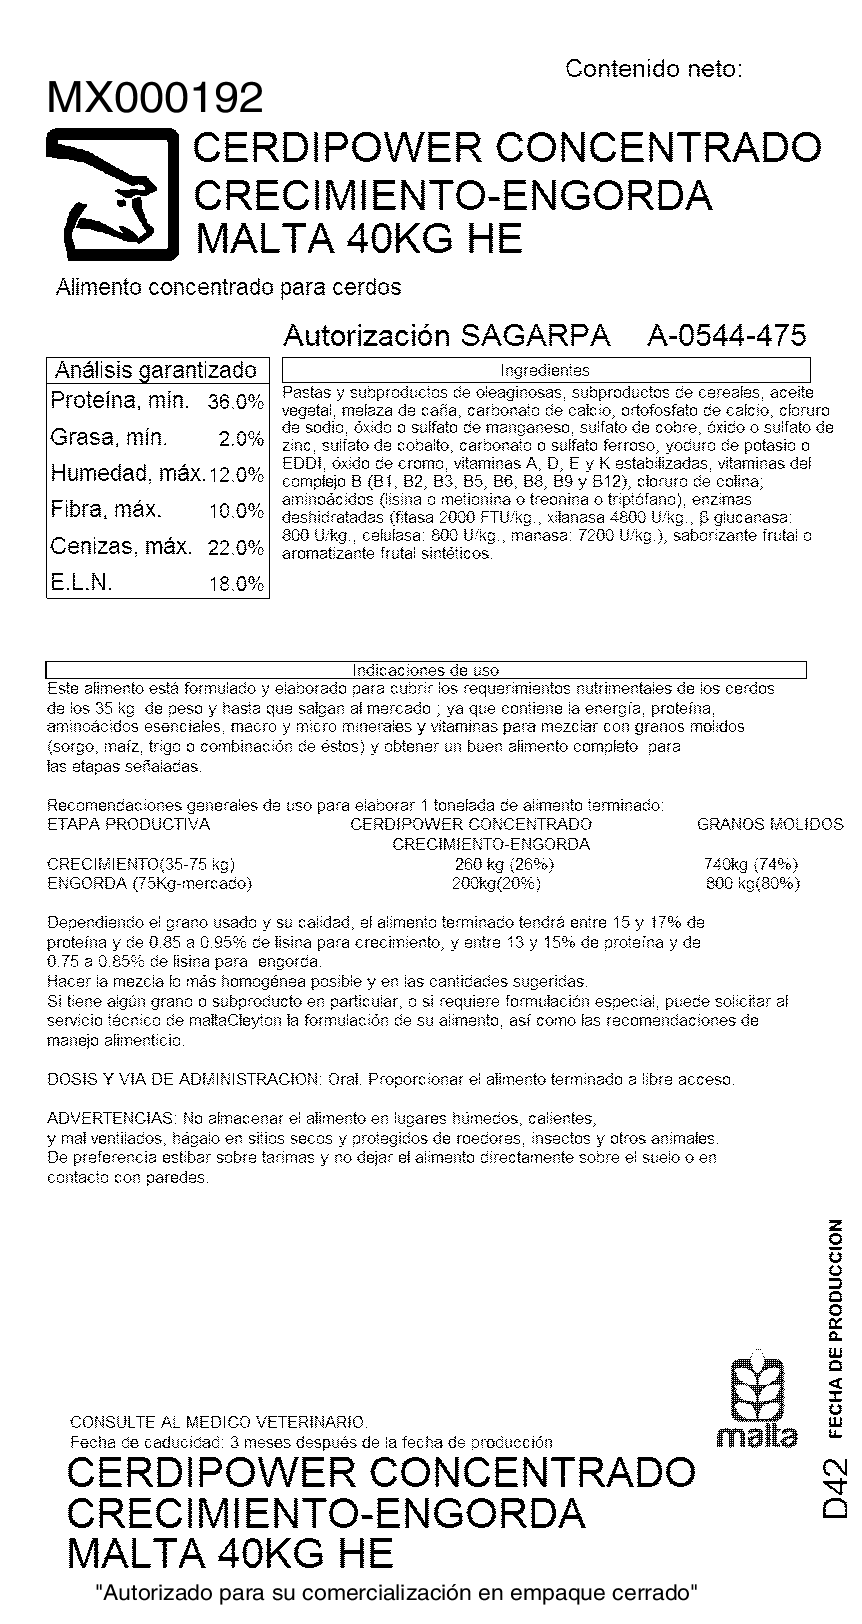 Contenido neto:
MX000192
CERDIPOWER CONCENTRADO
CRECIMIENTO-ENGORDA
MALTA 40KG HE
Alimento concentrado para cerdos
Autorización SAGARPA A-0544-475
Análisis garantizado
Proteína, mín. 36.0%
Grasa, mín. 2.0%
Humedad, máx. 12.0%
Fibra, máx. 10.0%
Cenizas, máx. 22.0%
E.L.N. 18.0%
Ingredientes
Pastas y subproductos de oleaginosas, subproductos de cereales, aceite
vegetal, melaza de caña, carbonato de calcio, ortofosfato de calcio, cloruro
de sodio, óxido o sulfato de manganeso, sulfato de cobre, óxido o sulfato de
zinc, sulfato de cobalto, carbonato o sulfato ferroso, yoduro de potasio o
EDDI, óxido de cromo, vitaminas A, D, E y K estabilizadas, vitaminas del
complejo B (B1, B2, B3, B5, B6, B8, B9 y B12), cloruro de colina;
aminoácidos (lisina o metionina o treonina o triptófano), enzimas
deshidratadas (fitasa 2000 FTU/kg., xilanasa 4800 U/kg., β glucanasa:
800 U/kg., celulasa: 800 U/kg., manasa: 7200 U/kg.), saborizante frutal o
aromatizante frutal sintéticos.
Indicaciones de uso
Este alimento está formulado y elaborado para cubrir los requerimientos nutrimentales de los cerdos
de los 35 kg de peso y hasta que salgan al mercado ; ya que contiene la energía, proteína,
aminoácidos esenciales, macro y micro minerales y vitaminas para mezclar con granos molidos
(sorgo, maíz, trigo o combinación de éstos) y obtener un buen alimento completo para
las etapas señaladas.
Recomendaciones generales de uso para elaborar 1 tonelada de alimento terminado:
ETAPA PRODUCTIVA CERDIPOWER CONCENTRADO GRANOS MOLIDOS
CRECIMIENTO-ENGORDA
CRECIMIENTO(35-75 kg) 260 kg (26%) 740kg (74%)
ENGORDA (75Kg-mercado) 200kg(20%) 800 kg(80%)
Dependiendo el grano usado y su calidad, el alimento terminado tendrá entre 15 y 17% de
proteína y de 0.85 a 0.95% de lisina para crecimiento, y entre 13 y 15% de proteína y de
0.75 a 0.85% de lisina para engorda.
Hacer la mezcla lo más homogénea posible y en las cantidades sugeridas.
Si tiene algún grano o subproducto en particular, o si requiere formulación especial, puede solicitar al
servicio técnico de maltaCleyton la formulación de su alimento, así como las recomendaciones de
manejo alimenticio.
DOSIS Y VIA DE ADMINISTRACION: Oral. Proporcionar el alimento terminado a libre acceso.
ADVERTENCIAS: No almacenar el alimento en lugares húmedos, calientes,
y mal ventilados, hágalo en sitios secos y protegidos de roedores, insectos y otros animales.
De preferencia estibar sobre tarimas y no dejar el alimento directamente sobre el suelo o en
contacto con paredes.
FECHA DE PRODUCCION
malta
D42
CONSULTE AL MEDICO VETERINARIO.
Fecha de caducidad: 3 meses después de la fecha de producción
CERDIPOWER CONCENTRADO
CRECIMIENTO-ENGORDA
MALTA 40KG HE
"Autorizado para su comercialización en empaque cerrado"